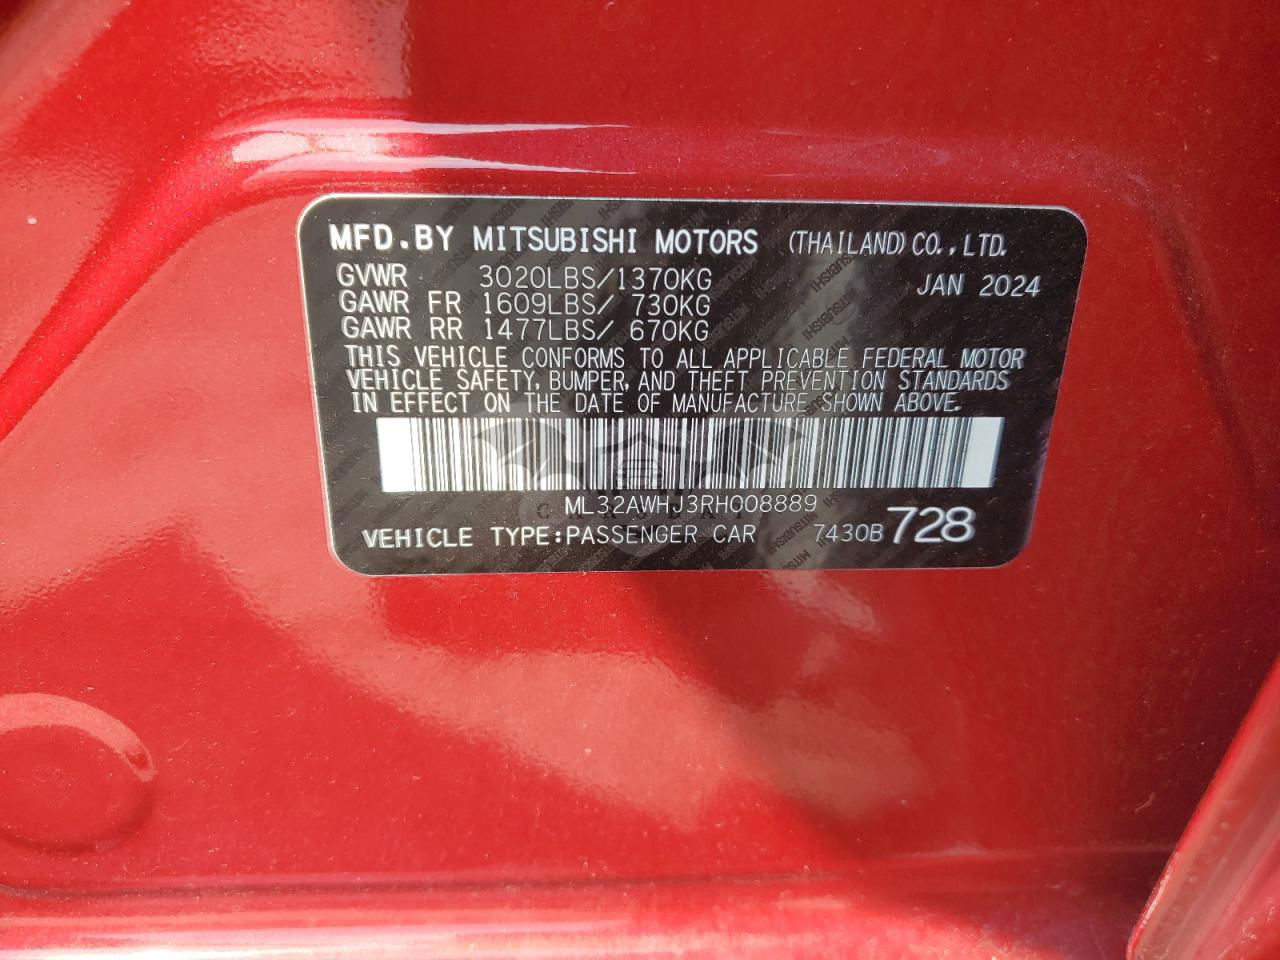 MFD.BY MITSUBISHI MOTORS (THAILAND) CO., LTD.
GVWR 3020LBS/1370KG JAN 2024
GAWR FR 1609LBS/ 730KG
GAWR RR 1477LBS/ 670KG
THIS VEHICLE CONFORMS TO ALL APPLICABLE FEDERAL MOTOR
VEHICLE SAFETY, BUMPER, AND THEFT PREVENTION STANDARDS
IN EFFECT ON THE DATE OF MANUFACTURE SHOWN ABOVE.
ML32AWHJ3RH008889
VEHICLE TYPE:PASSENGER CAR 7430B 728